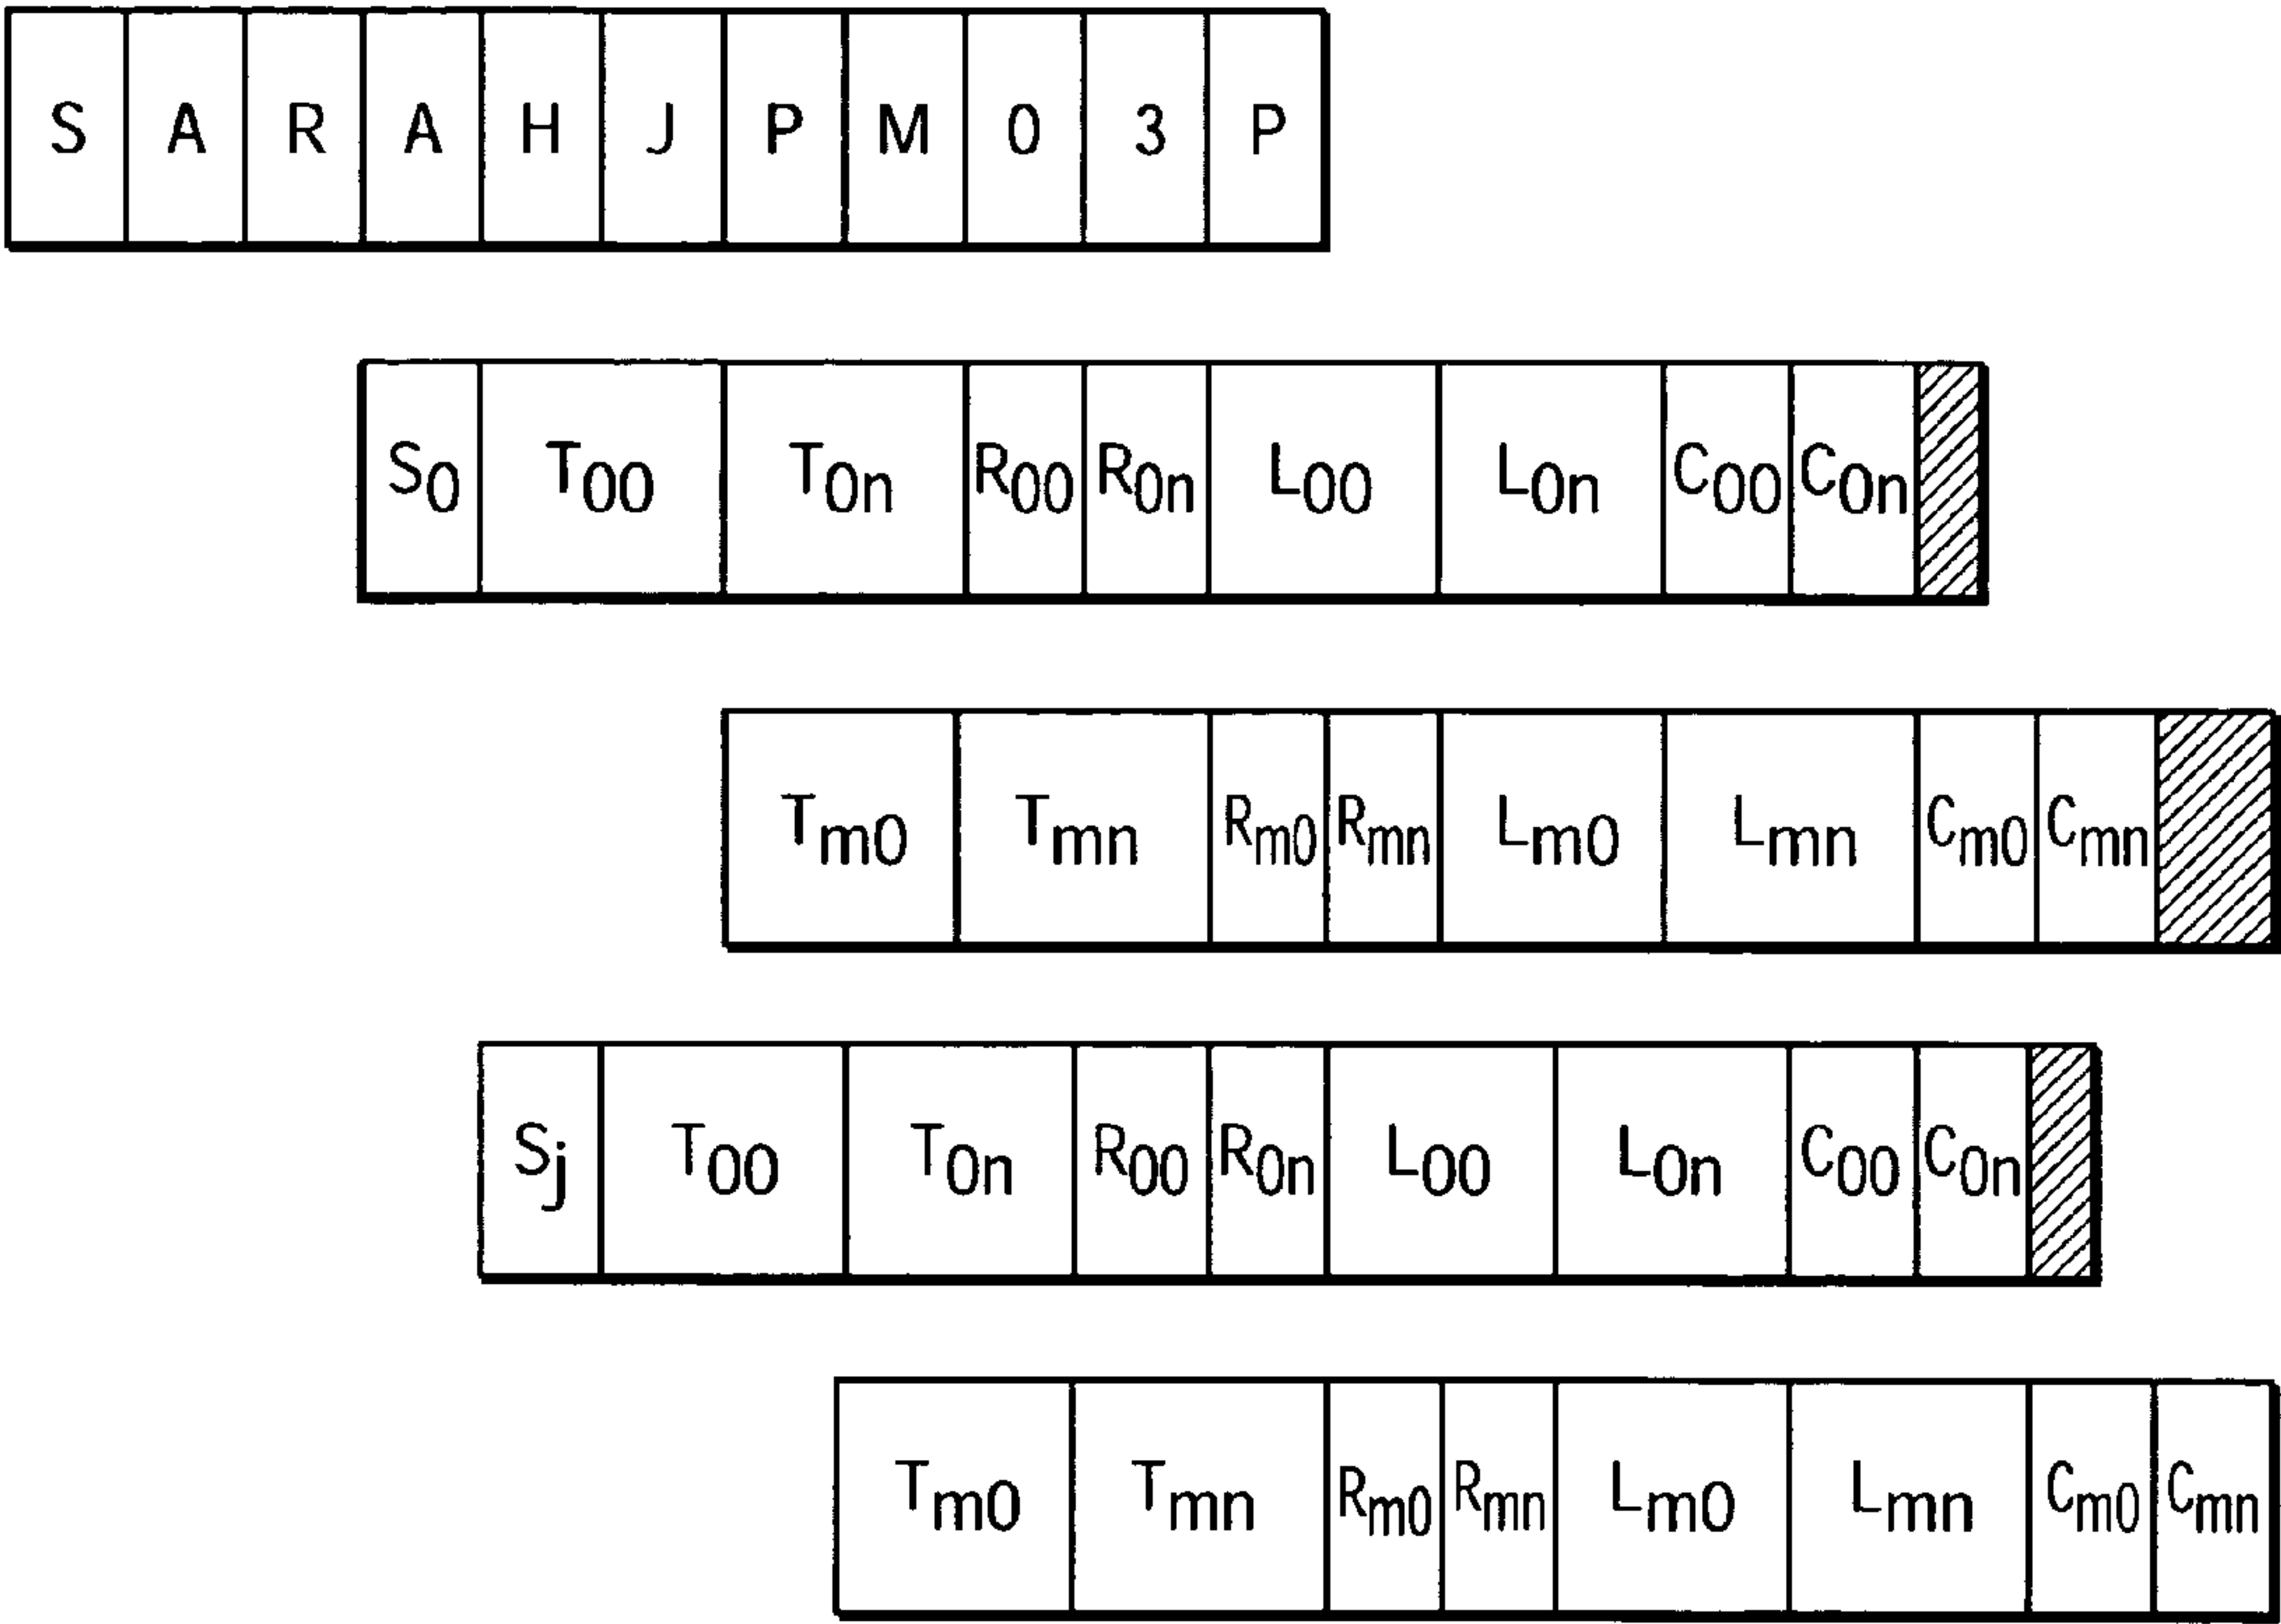 S A R A H J P M 0 3 P
S0 T00 T0n R00 R0n L00 L0n C00 C0n
Tm0 Tmn Rm0 Rmn Lm0 Lmn Cm0 Cmn
Sj T00 T0n R00 R0n L00 L0n C00 C0n
Tm0 Tmn Rm0 Rmn Lm0 Lmn Cm0 Cmn